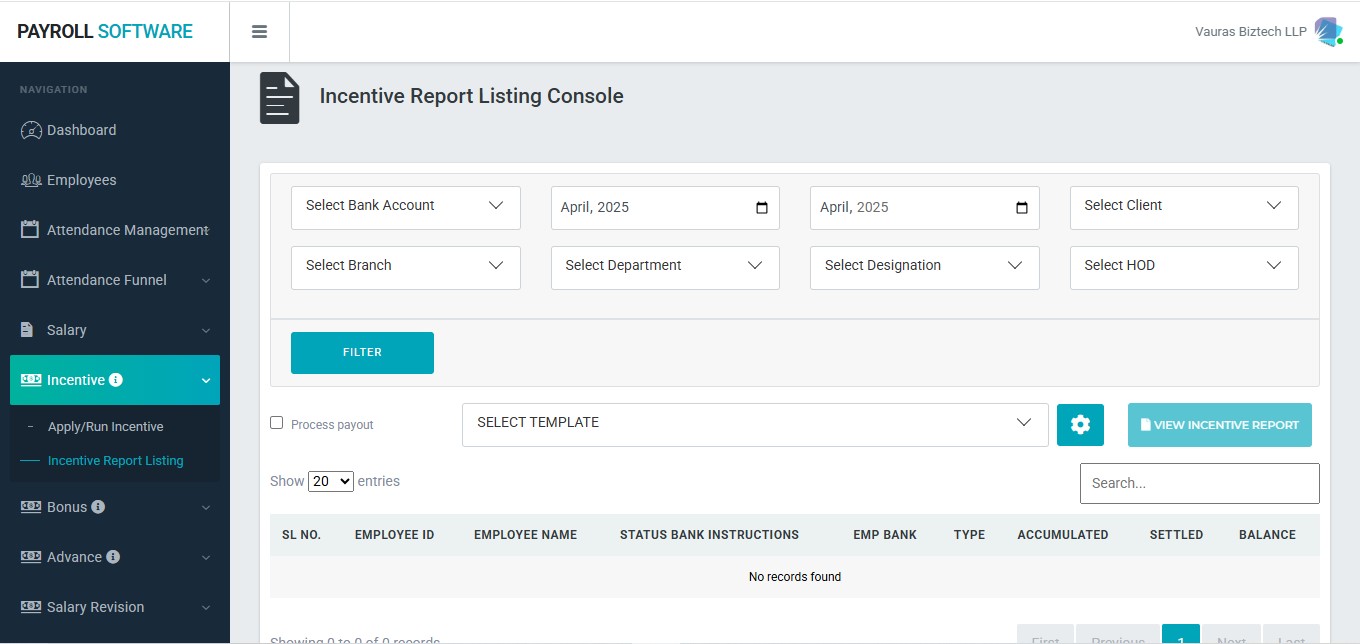 PAYROLL SOFTWARE
Vauras Biztech LLP
NAVIGATION
Dashboard
Employees
Attendance Management
Attendance Funnel
Salary
Incentive
Apply/Run Incentive
Incentive Report Listing
Bonus
Advance
Salary Revision
Incentive Report Listing Console
Select Bank Account
April, 2025
April, 2025
Select Client
Select Branch
Select Department
Select Designation
Select HOD
FILTER
Process payout
SELECT TEMPLATE
VIEW INCENTIVE REPORT
Show 20 entries
Search...
SL NO. EMPLOYEE ID EMPLOYEE NAME STATUS BANK INSTRUCTIONS EMP BANK TYPE ACCUMULATED SETTLED BALANCE
No records found
Showing 0 to 0 of 0 records
First Previous 1 Next Last